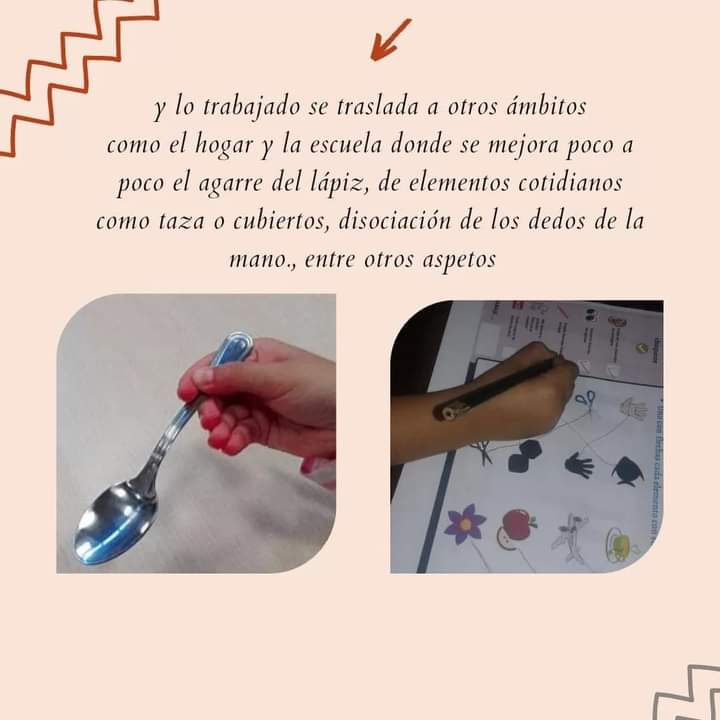 y lo trabajado se traslada a otros ámbitos
como el hogar y la escuela donde se mejora poco a
poco el agarre del lápiz, de elementos cotidianos
como taza o cubiertos, disociación de los dedos de la
mano., entre otros aspetos